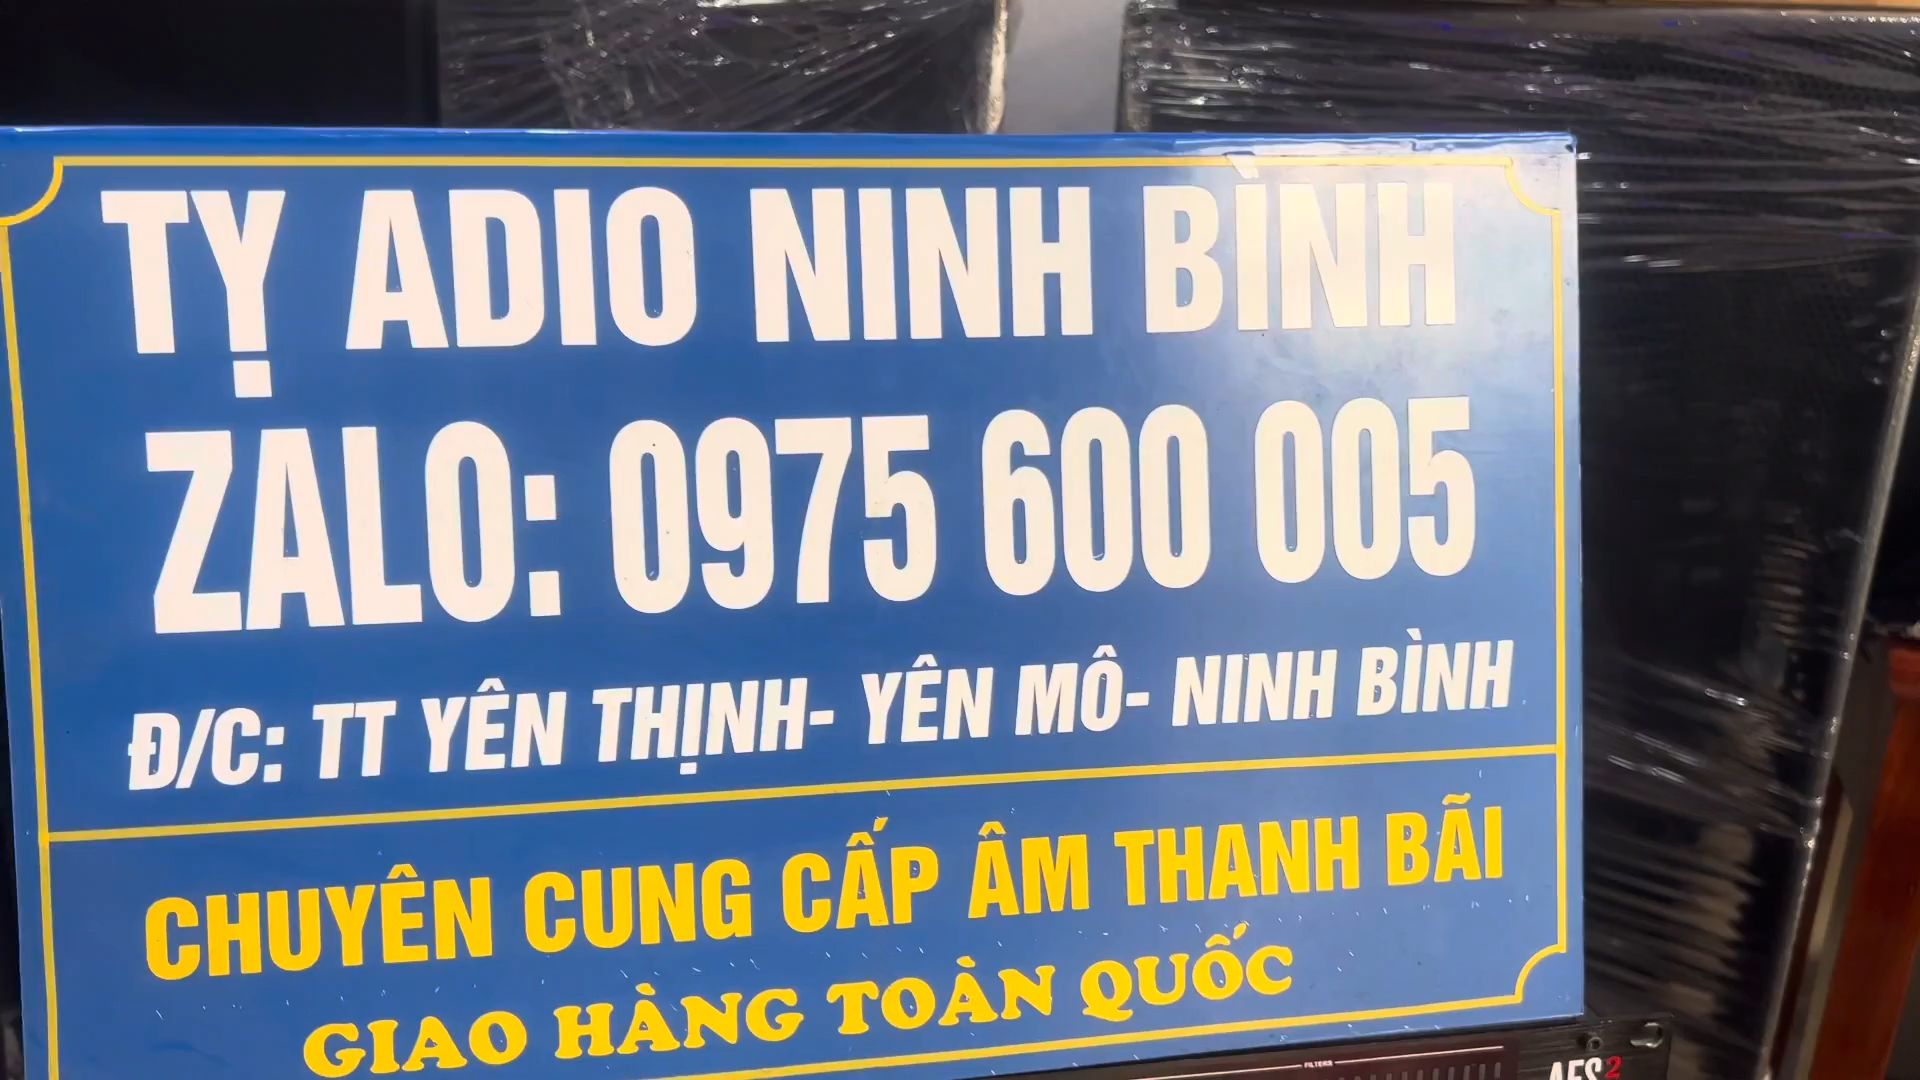 TỴ ADIO NINH BÌNH
ZALO: 0975 600 005
Đ/C: TT YÊN THỊNH- YÊN MÔ- NINH BÌNH
CHUYÊN CUNG CẤP ÂM THANH BÃI
GIAO HÀNG TOÀN QUỐC
FILTERS
AFS2